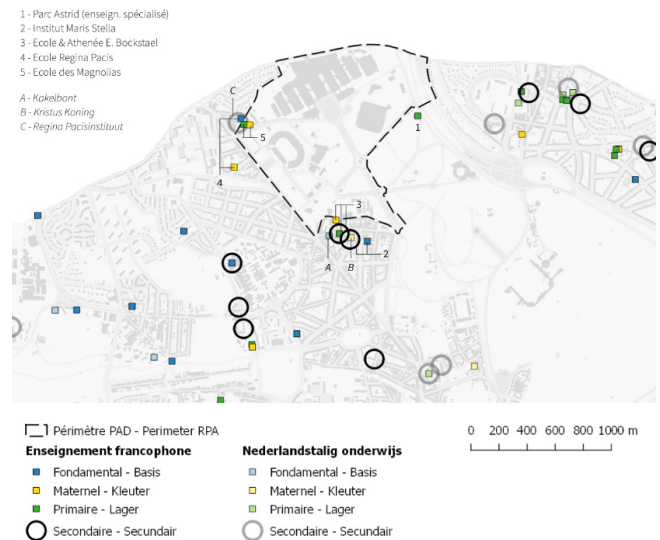 1 - Parc Astrid (enseign. spécialisé)
2 - Institut Maris Stella
3 - Ecole & Athenée E. Bockstael
4 - Ecole Regina Pacis
5 - Ecole des Magnolias
A - Kakelbont
B - Kristus Koning
C - Regina Pacisinstituut
C
1
5
4
3
A
B
2
Périmètre PAD - Perimeter RPA
Enseignement francophone
Fondamental - Basis
Maternel - Kleuter
Primaire - Lager
Secondaire - Secundair
Nederlandstalig onderwijs
Fondamental - Basis
Maternel - Kleuter
Primaire - Lager
Secondaire - Secundair
0 200 400 600 800 1000 m